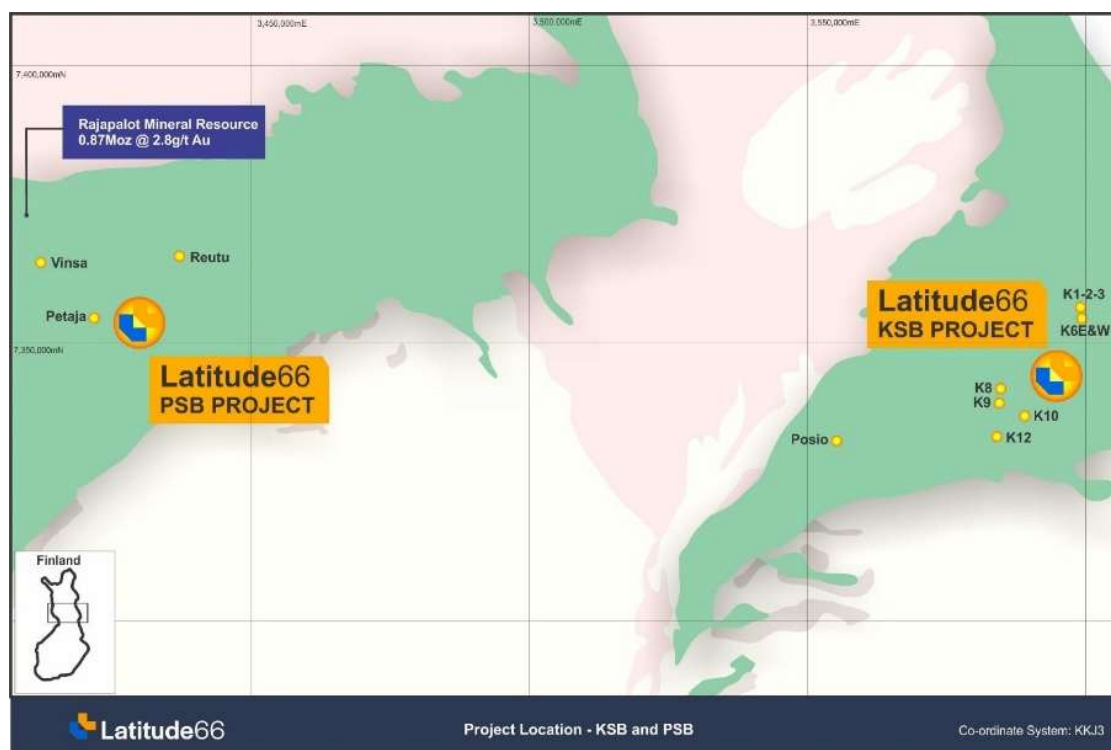 3,450,000mE
3,500,000mE
3,550,000mE
7,400,000mN
Rajapalot Mineral Resource
0.87Moz @ 2.8g/t Au
Vinsa
Reutu
Petaja
7,350,000mN
Latitude66
PSB PROJECT
Latitude66
KSB PROJECT
K1-2-3
K6E&W
K8
K9
K10
K12
Posio
Finland
Latitude66
Project Location - KSB and PSB
Co-ordinate System: KKJ3